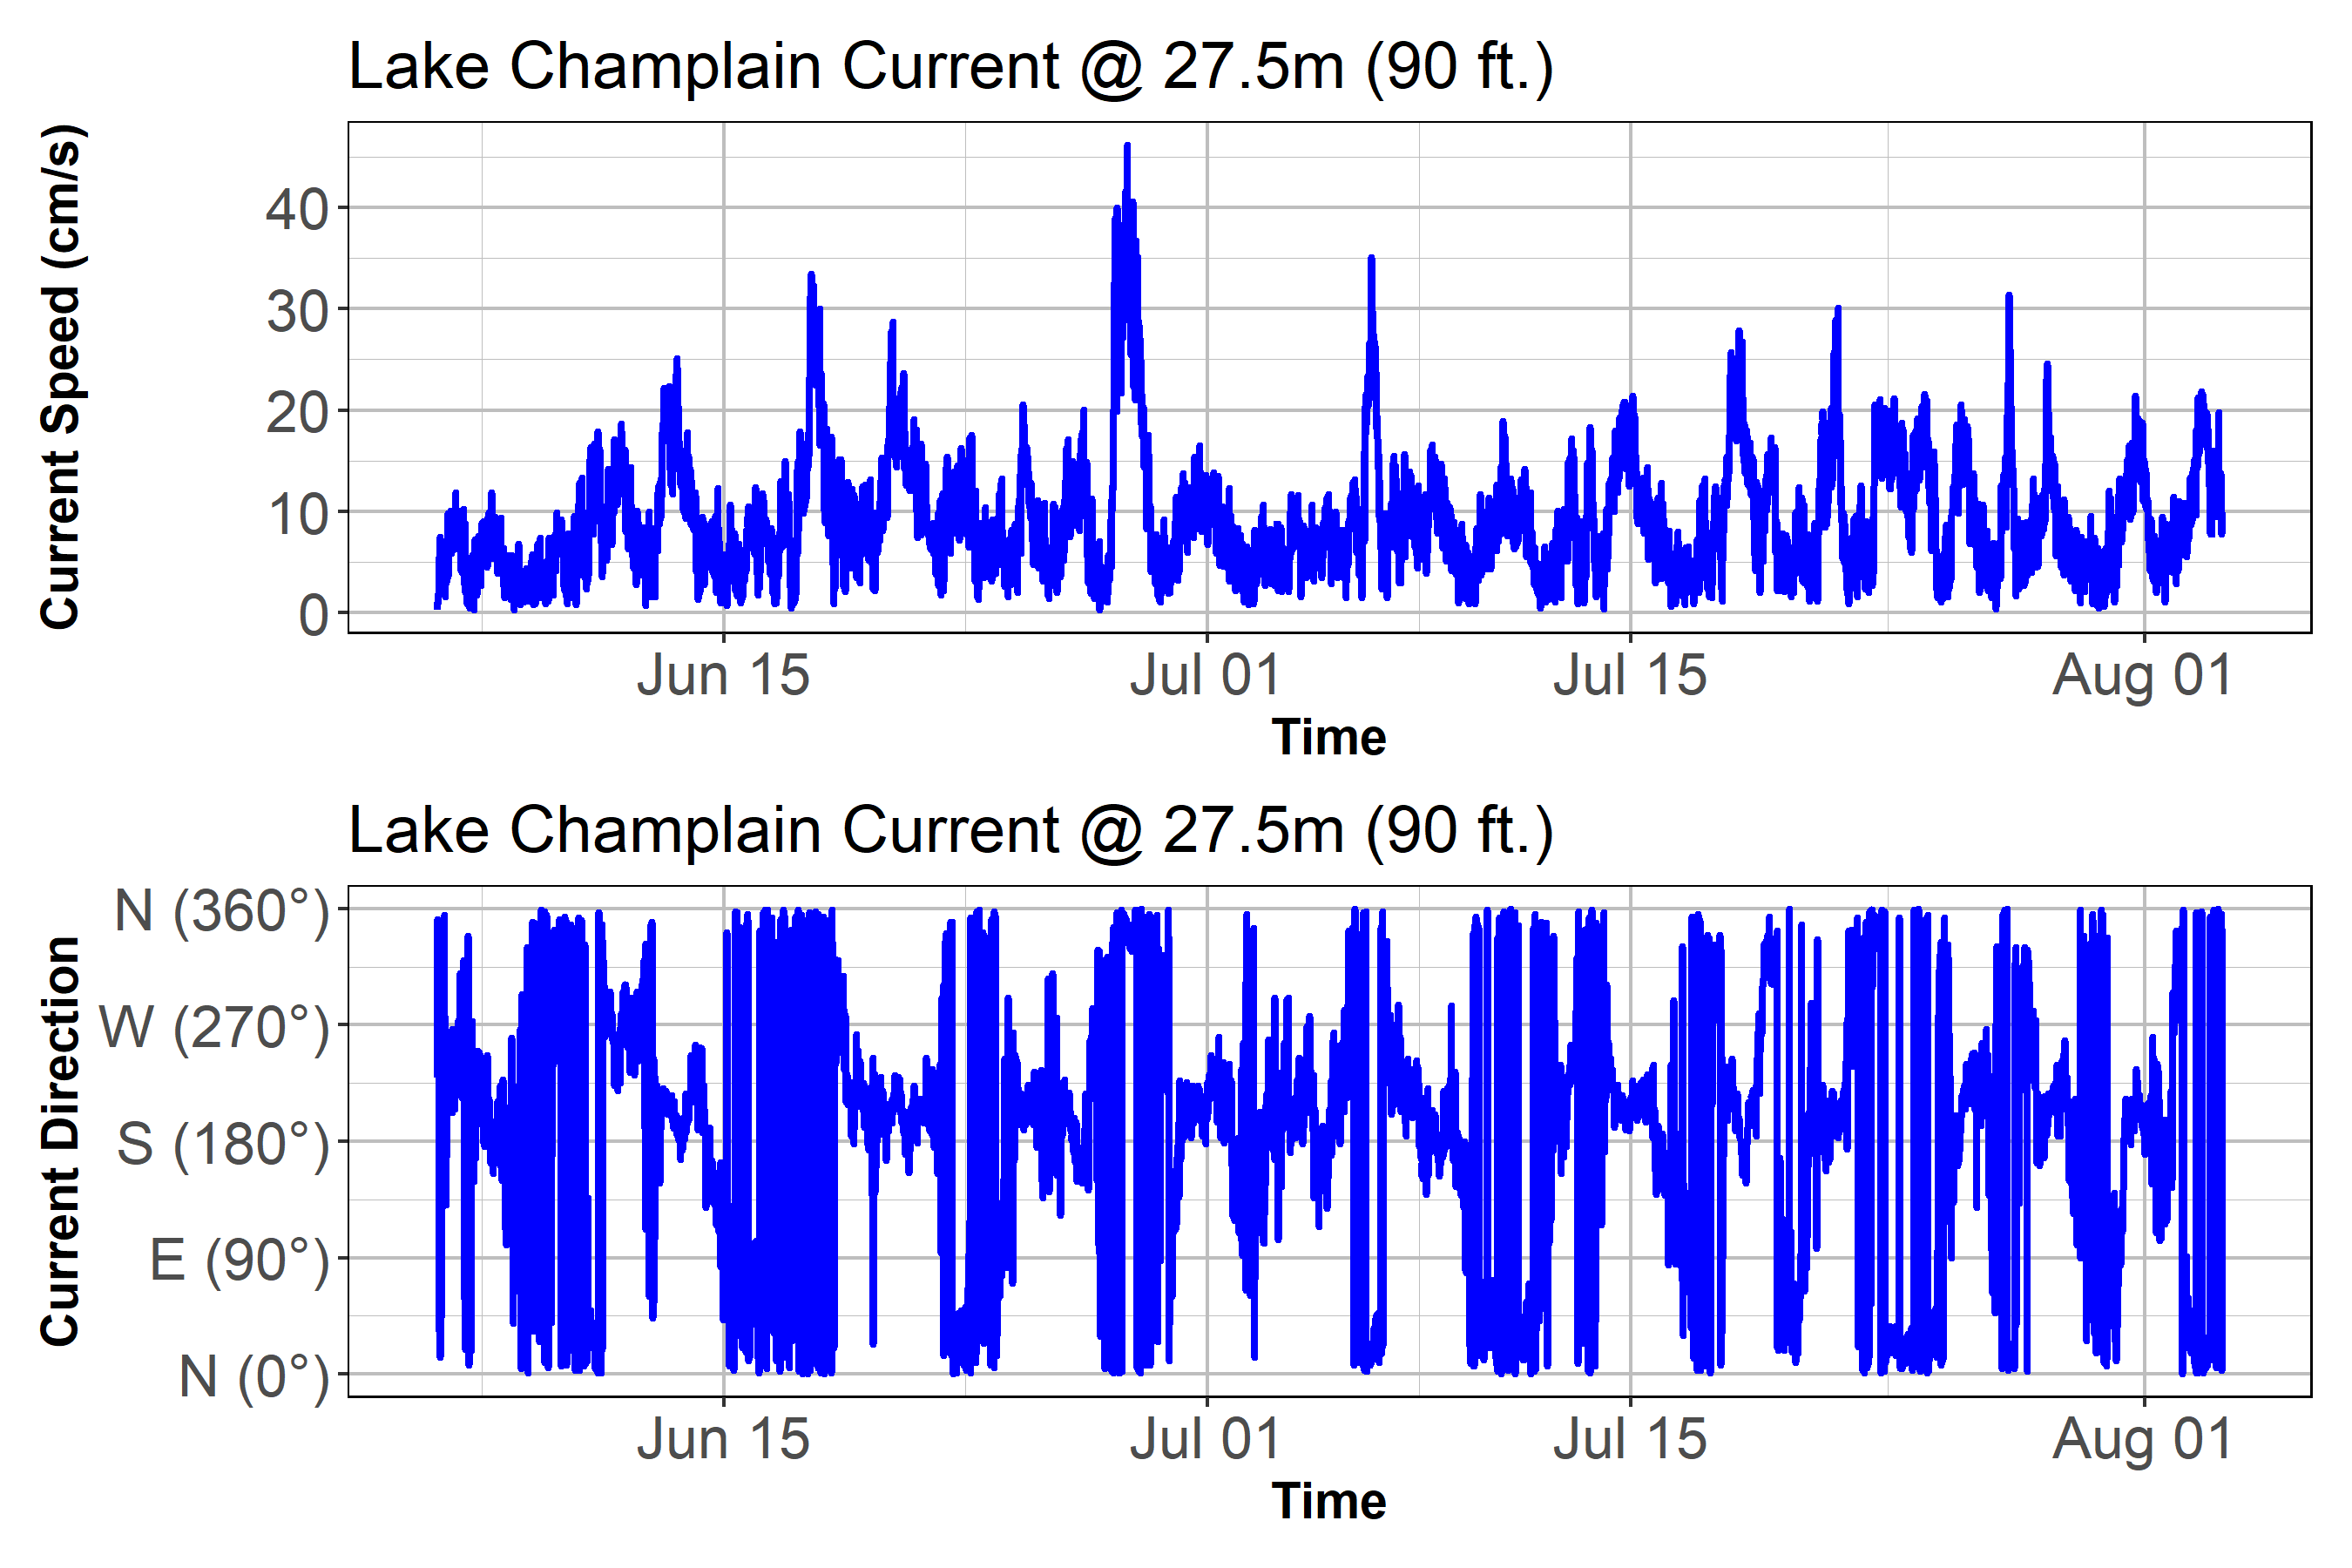 Lake Champlain Current @ 27.5m (90 ft.)
Current Speed (cm/s)
40
30
20
10
0
Jun 15 Jul 01 Jul 15 Aug 01
Time
Lake Champlain Current @ 27.5m (90 ft.)
Current Direction
N (360°)
W (270°)
S (180°)
E (90°)
N (0°)
Jun 15 Jul 01 Jul 15 Aug 01
Time